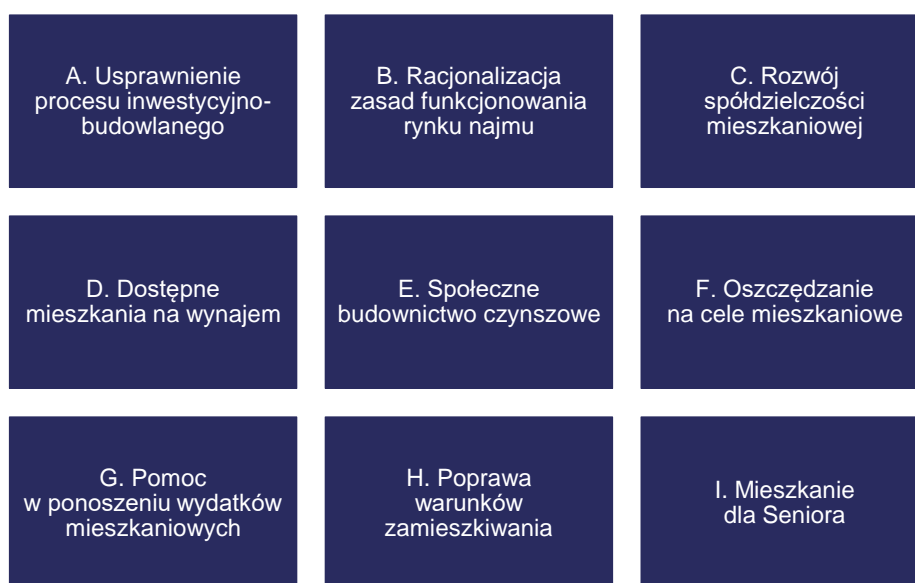 A. Usprawnienie
procesu inwestycyjno-
budowlanego
B. Racjonalizacja
zasad funkcjonowania
rynku najmu
C. Rozwój
spółdzielczości
mieszkaniowej
D. Dostępne
mieszkania na wynajem
E. Społeczne
budownictwo czynszowe
F. Oszczędzanie
na cele mieszkaniowe
G. Pomoc
w ponoszeniu wydatków
mieszkaniowych
H. Poprawa
warunków
zamieszkiwania
I. Mieszkanie
dla Seniora